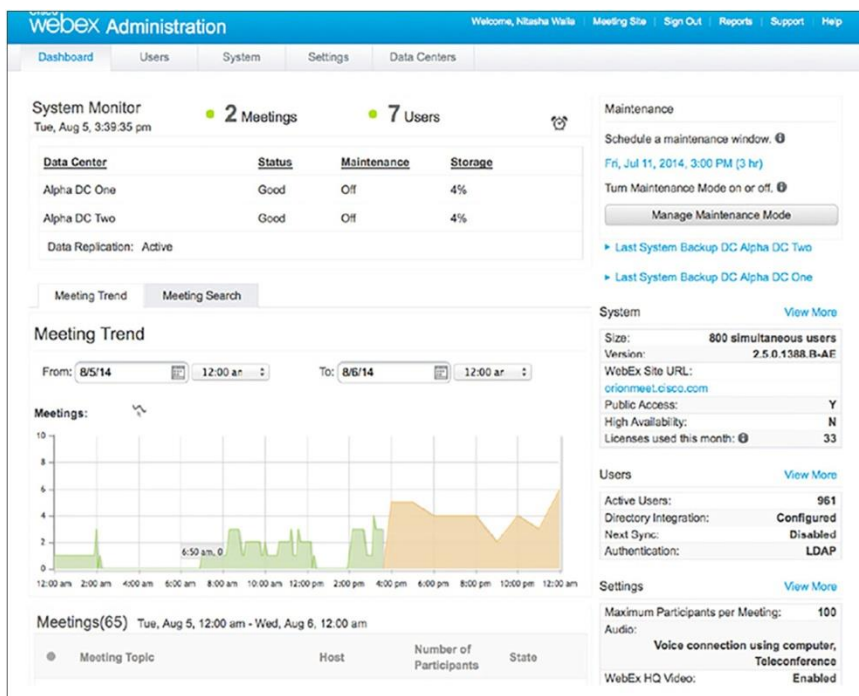 CISCO
webex Administration
Welcome, Nitasha Walia
Meeting Site
Sign Out
Reports
Support
Help
Dashboard
Users
System
Settings
Data Centers
System Monitor
Tue, Aug 5, 3:39:35 pm
2 Meetings
7 Users
Data Center Status Maintenance Storage
Alpha DC One Good Off 4%
Alpha DC Two Good Off 4%
Data Replication: Active
Meeting Trend
Meeting Search
Meeting Trend
From: 8/5/14 12:00 ar To: 8/6/14 12:00 ar
Meetings:
10
8
6
4
2
0
6:50 am, 0
12:00 am 2:00 am 4:00 am 6:00 am 8:00 am 10:00 am 12:00 pm 2:00 pm 4:00 pm 6:00 pm 8:00 pm 10:00 pm 12:00 am
Meetings(65) Tue, Aug 5, 12:00 am - Wed, Aug 6, 12:00 am
Meeting Topic Host Number of Participants State
Maintenance
Schedule a maintenance window.
Fri, Jul 11, 2014, 3:00 PM (3 hr)
Turn Maintenance Mode on or off.
Manage Maintenance Mode
Last System Backup DC Alpha DC Two
Last System Backup DC Alpha DC One
System View More
Size: 800 simultaneous users
Version: 2.5.0.1388.B-AE
WebEx Site URL:
orionmeet.cisco.com
Public Access: Y
High Availability: N
Licenses used this month: 33
Users View More
Active Users: 961
Directory Integration: Configured
Next Sync: Disabled
Authentication: LDAP
Settings View More
Maximum Participants per Meeting: 100
Audio:
Voice connection using computer,
Teleconference
WebEx HQ Video: Enabled